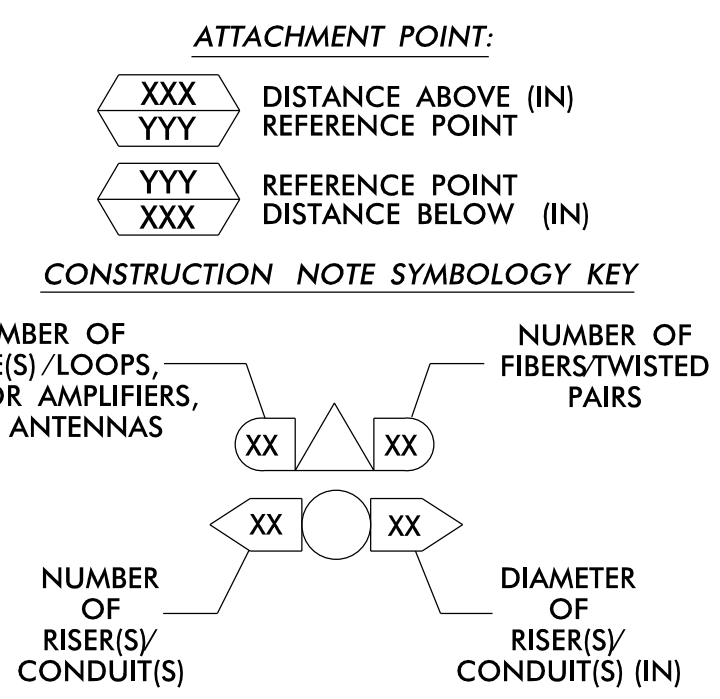 ATTACHMENT POINT:
XXX
YYY
DISTANCE ABOVE (IN)
REFERENCE POINT
YYY
XXX
REFERENCE POINT
DISTANCE BELOW (IN)
CONSTRUCTION NOTE SYMBOLOGY KEY
OF
/LOOPS,
AMPLIFIERS,
ANTENNAS
NUMBER OF
FIBERS/TWISTED
PAIRS
XX
XX
XX
XX
NUMBER
OF
RISER(S)/
CONDUIT(S)
DIAMETER
OF
RISER(S)/
CONDUIT(S) (IN)